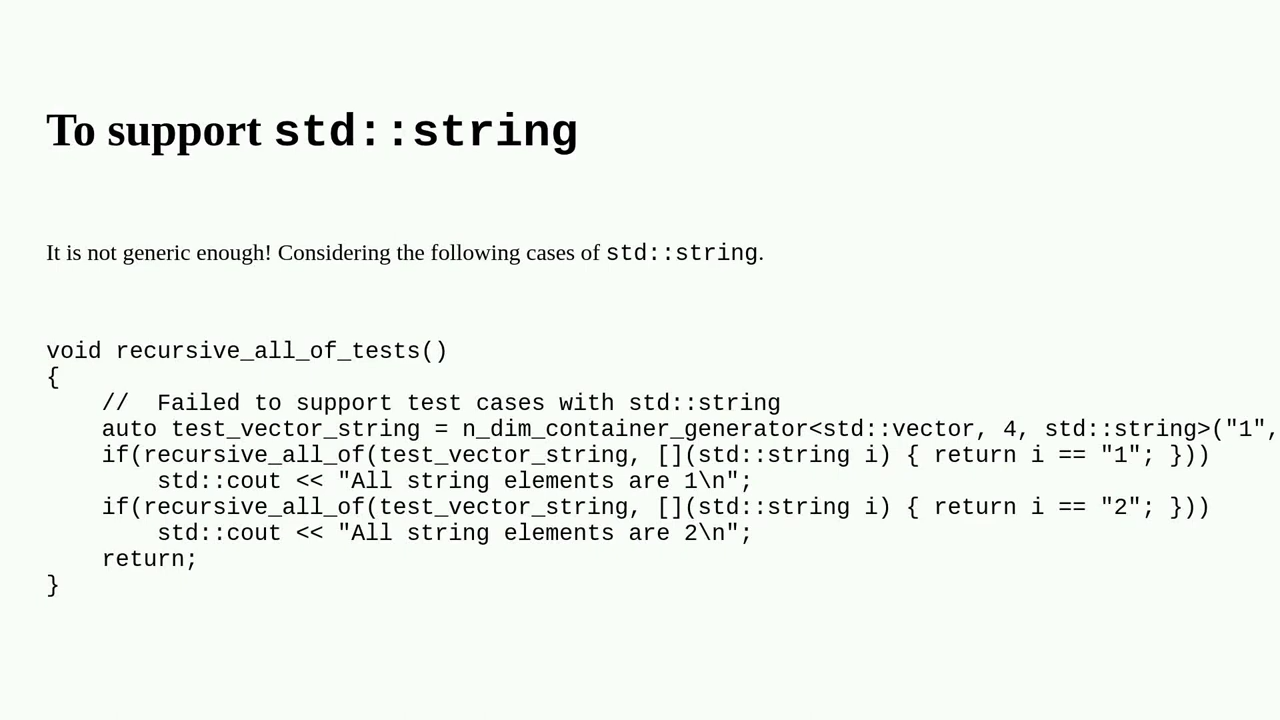 To support std::string
It is not generic enough! Considering the following cases of std::string.
void recursive_all_of_tests()
{
    //  Failed to support test cases with std::string
    auto test_vector_string = n_dim_container_generator<std::vector, 4, std::string>("1",
    if(recursive_all_of(test_vector_string, [](std::string i) { return i == "1"; }))
        std::cout << "All string elements are 1\n";
    if(recursive_all_of(test_vector_string, [](std::string i) { return i == "2"; }))
        std::cout << "All string elements are 2\n";
    return;
}